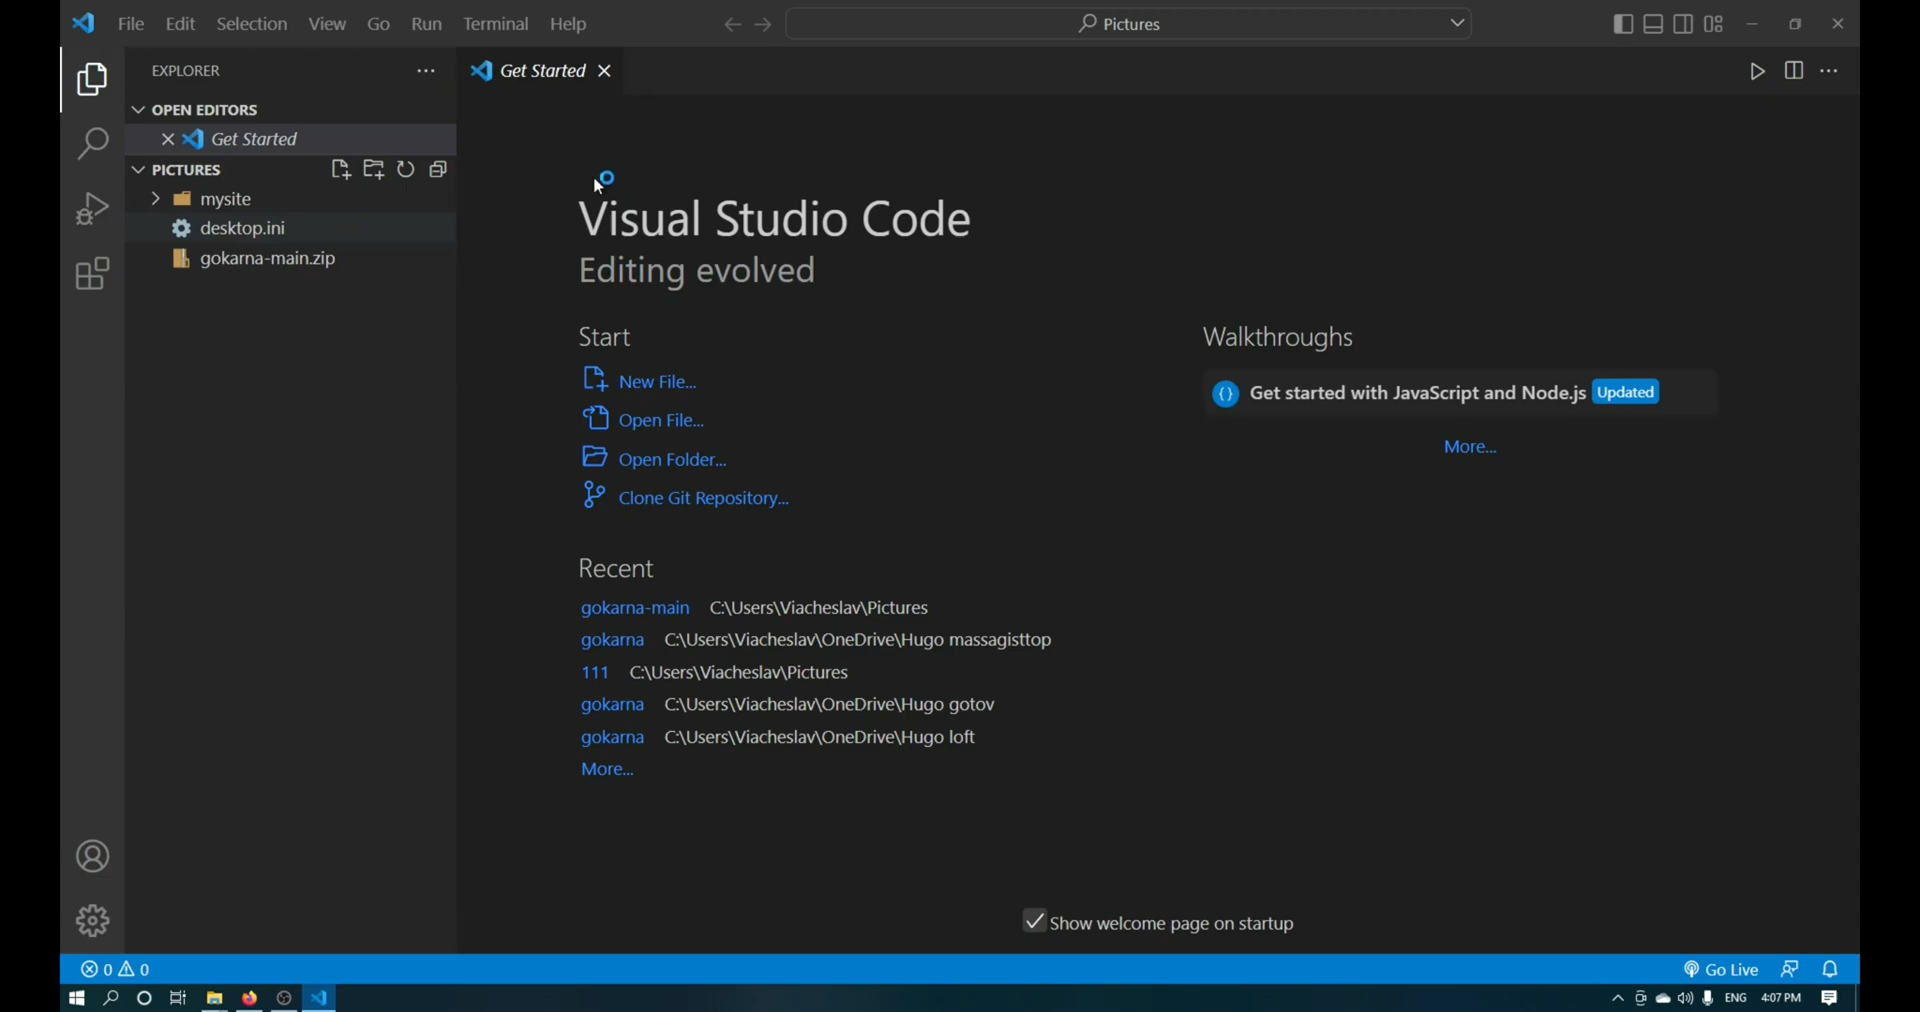 File Edit Selection View Go Run Terminal Help
Pictures
EXPLORER
Get Started
OPEN EDITORS
Get Started
PICTURES
mysite
desktop.ini
gokarna-main.zip
Visual Studio Code
Editing evolved
Start
New File...
Open File...
Open Folder...
Clone Git Repository...
Recent
gokarna-main C:\Users\Viacheslav\Pictures
gokarna C:\Users\Viacheslav\OneDrive\Hugo massagisttop
111 C:\Users\Viacheslav\Pictures
gokarna C:\Users\Viacheslav\OneDrive\Hugo gotov
gokarna C:\Users\Viacheslav\OneDrive\Hugo loft
More...
Walkthroughs
Get started with JavaScript and Node.js Updated
More...
Show welcome page on startup
0 0
Go Live
ENG 4:07 PM